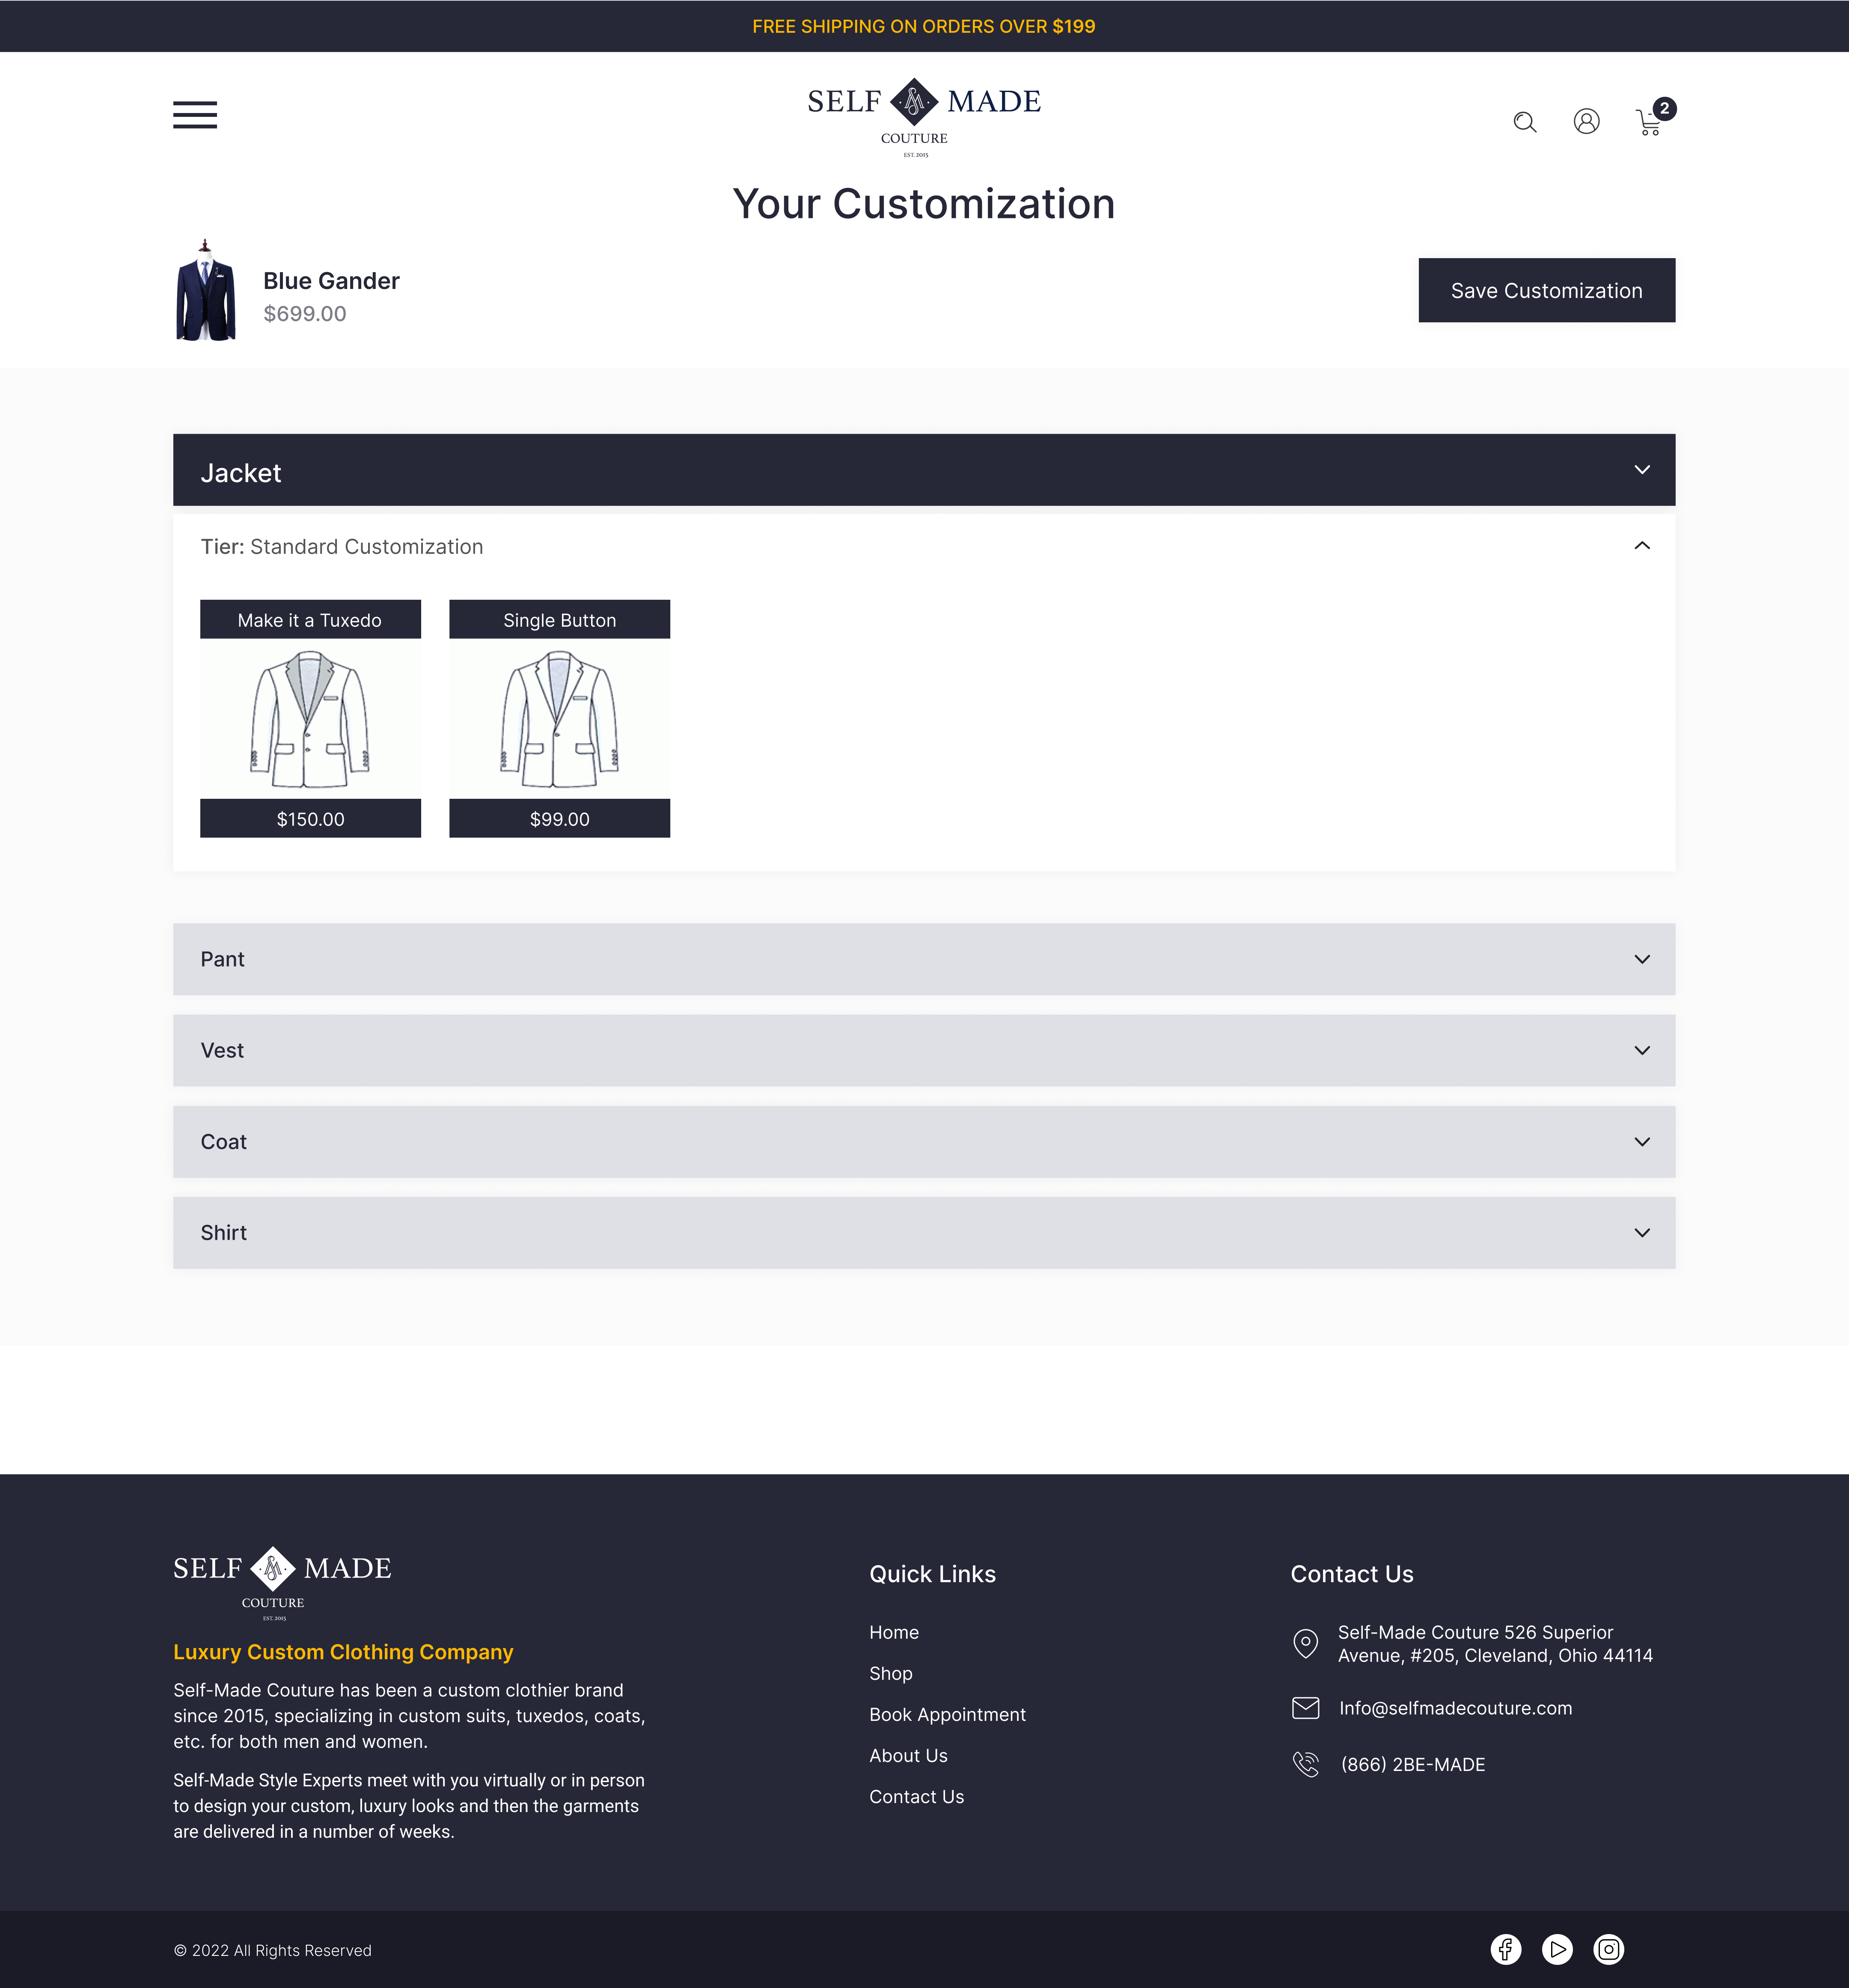 FREE SHIPPING ON ORDERS OVER $199
SELF MADE
COUTURE
EST. 2015
2
Your Customization
Blue Gander
$699.00
Save Customization
Jacket
Tier: Standard Customization
Make it a Tuxedo
Single Button
$150.00
$99.00
Pant
Vest
Coat
Shirt
SELF MADE
COUTURE
EST. 2015
Luxury Custom Clothing Company
Self-Made Couture has been a custom clothier brand
since 2015, specializing in custom suits, tuxedos, coats,
etc. for both men and women.
Self-Made Style Experts meet with you virtually or in person
to design your custom, luxury looks and then the garments
are delivered in a number of weeks.
Quick Links
Home
Shop
Book Appointment
About Us
Contact Us
Contact Us
Self-Made Couture 526 Superior
Avenue, #205, Cleveland, Ohio 44114
Info@selfmadecouture.com
(866) 2BE-MADE
© 2022 All Rights Reserved